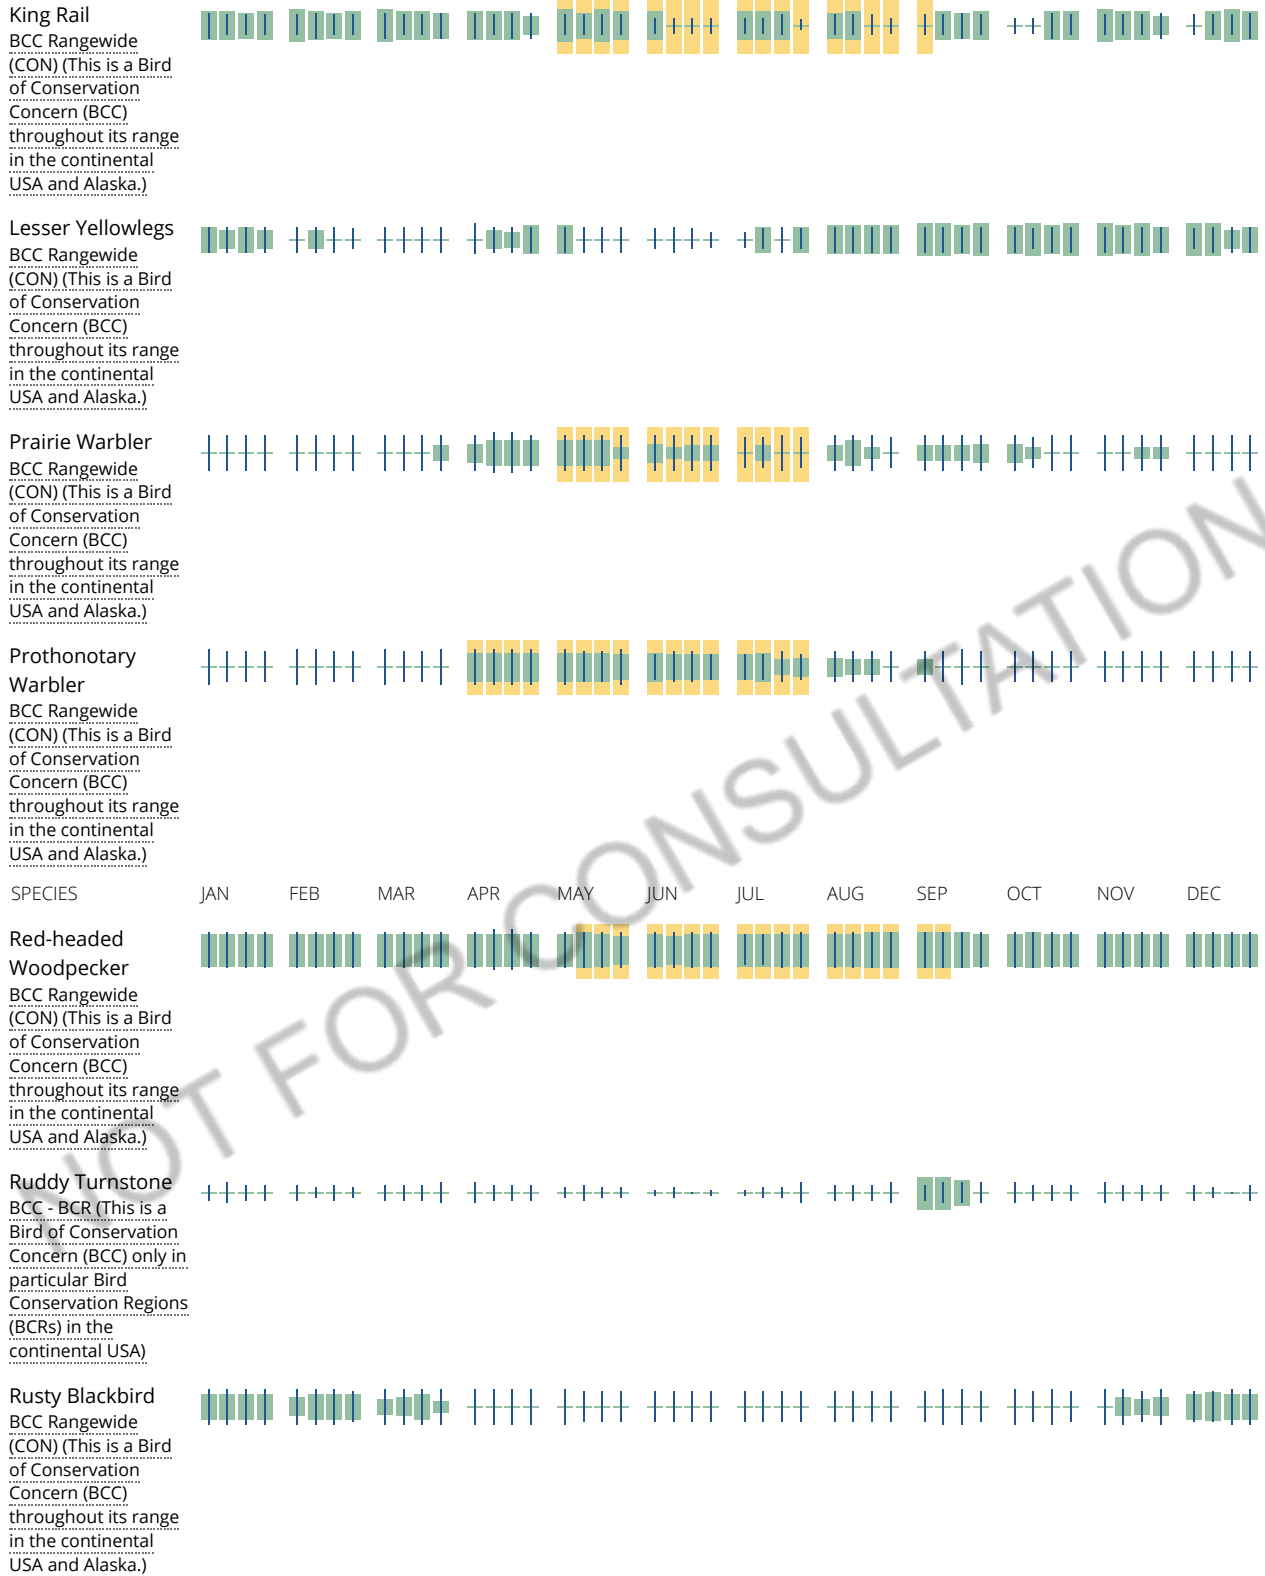 King Rail
BCC Rangewide
(CON) (This is a Bird
of Conservation
Concern (BCC)
throughout its range
in the continental
USA and Alaska.)
Lesser Yellowlegs
BCC Rangewide
(CON) (This is a Bird
of Conservation
Concern (BCC)
throughout its range
in the continental
USA and Alaska.)
Prairie Warbler
BCC Rangewide
(CON) (This is a Bird
of Conservation
Concern (BCC)
throughout its range
in the continental
USA and Alaska.)
Prothonotary
Warbler
BCC Rangewide
(CON) (This is a Bird
of Conservation
Concern (BCC)
throughout its range
in the continental
USA and Alaska.)
SPECIES JAN FEB MAR APR MAY JUN JUL AUG SEP OCT NOV DEC
Red-headed
Woodpecker
BCC Rangewide
(CON) (This is a Bird
of Conservation
Concern (BCC)
throughout its range
in the continental
USA and Alaska.)
Ruddy Turnstone
BCC - BCR (This is a
Bird of Conservation
Concern (BCC) only in
particular Bird
Conservation Regions
(BCRs) in the
continental USA)
Rusty Blackbird
BCC Rangewide
(CON) (This is a Bird
of Conservation
Concern (BCC)
throughout its range
in the continental
USA and Alaska.)
NOT FOR CONSULTATION